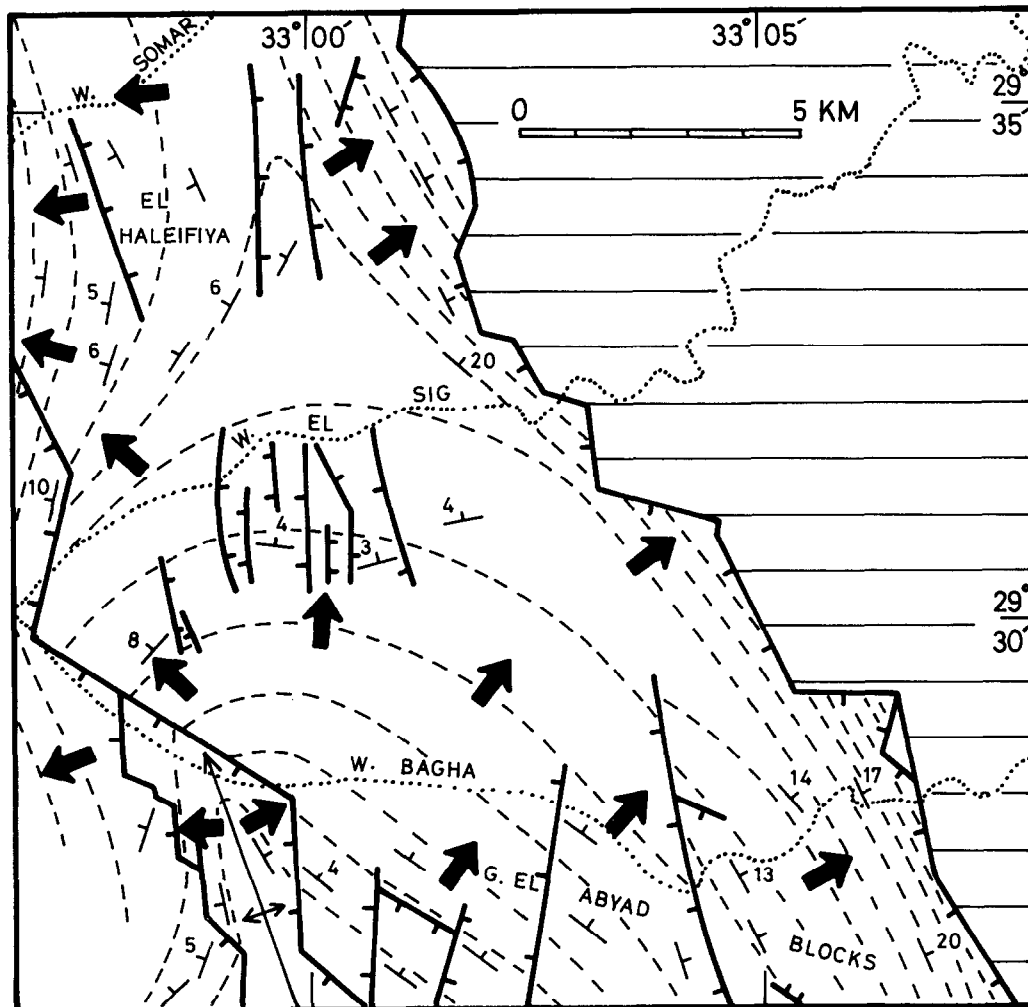 33° 00'
33° 05'
W. SOMAR
29°
35'
0 5 KM
EL
HALEIFIYA
5
6
6
20
W. EL SIG
10
4
4
3
29°
30'
8
W. BAGHA
14
17
4
G. EL
ABYAD
13
BLOCKS
5
20